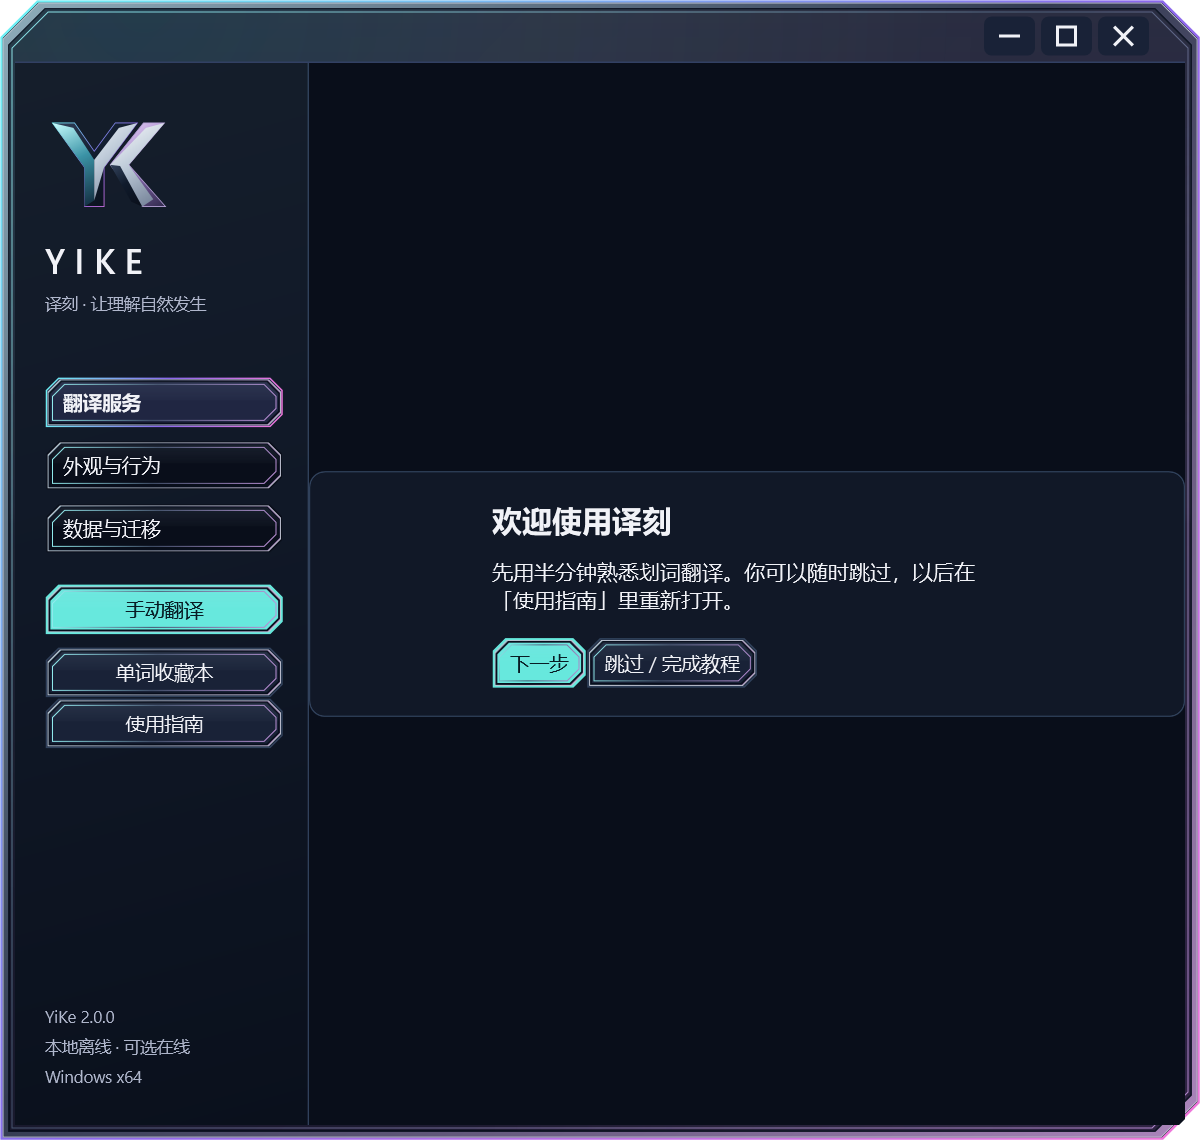 YK
YIKE
译刻 · 让理解自然发生
翻译服务
外观与行为
数据与迁移
手动翻译
单词收藏本
使用指南
YiKe 2.0.0
本地离线 · 可选在线
Windows x64
欢迎使用译刻
先用半分钟熟悉划词翻译。你可以随时跳过，以后在
「使用指南」里重新打开。
下一步
跳过 / 完成教程